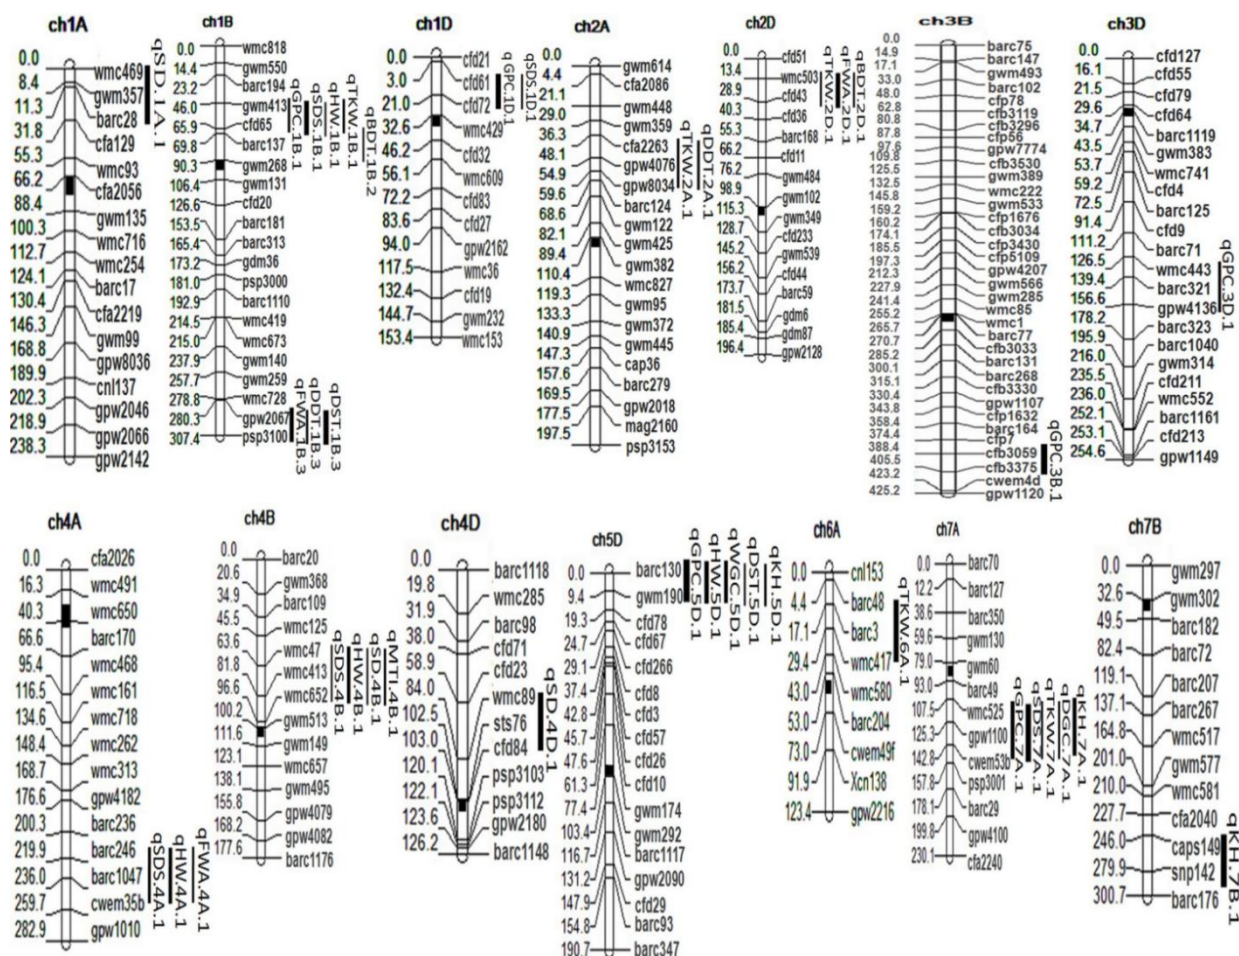 ch1A
0.0 wmc469
8.4 gwm357
11.3 barc28
31.8 cfa129
55.3 wmc93
66.2 cfa2056
88.4 gwm135
100.3 wmc716
112.7 wmc254
124.1 barc17
130.4 cfa2219
146.3 gwm99
168.8 gpw8036
189.9 cnl137
202.3 gpw2046
218.9 gpw2066
238.3 gpw2142
qSD.1A.1
ch1B
0.0 wmc818
14.4 gwm550
23.2 barc194
46.0 gwm413
65.9 cfd65
69.8 barc137
90.3 gwm268
106.4 gwm131
126.6 cfd20
153.5 barc181
165.4 barc313
173.2 gdm36
181.0 psp3000
192.9 barc1110
214.5 wmc419
215.0 wmc673
237.9 gwm140
257.7 gwm259
278.8 wmc728
280.3 gpw2067
307.4 psp3100
qGPC.1B.1
qSDS.1B.1
qHW.1B.1
qTKW.1B.1
qBDT.1B.2
qFWA.1B.3
qDDT.1B.3
qDST.1B.3
ch1D
0.0 cfd21
3.0 cfd61
21.0 cfd72
32.6 wmc429
46.2 cfd32
56.1 wmc609
72.2 cfd83
83.6 cfd27
94.0 gpw2162
117.5 wmc36
132.4 cfd19
144.7 gwm232
153.4 wmc153
qGPC.1D.1
qSDS.1D.1
ch2A
0.0 gwm614
4.4 cfa2086
21.1 gwm448
29.0 gwm359
36.3 cfa2263
48.1 gpw4076
54.9 gpw8034
59.6 barc124
68.6 gwm122
82.1 gwm425
89.4 gwm382
110.4 wmc827
119.3 gwm95
133.3 gwm372
140.9 gwm445
147.3 cap36
157.6 barc279
169.5 gpw2018
177.5 mag2160
197.5 psp3153
qTKW.2A.1
qDDT.2A.1
ch2D
0.0 cfd51
13.4 wmc503
28.9 cfd43
40.3 cfd36
55.3 barc168
66.2 cfd11
76.2 gwm484
98.9 gwm102
115.3 gwm349
128.7 cfd233
145.2 gwm539
156.2 cfd44
173.7 barc59
181.5 gdm6
185.4 gdm87
196.4 gpw2128
qTKW.2D.1
qFWA.2D.1
qBDT.2D.1
ch3B
0.0 barc75
14.9 barc147
17.1 gwm493
33.0 barc102
48.0 cfp78
62.8 cfb3119
80.8 cfb3296
87.8 cfp56
97.6 gpw7774
109.8 cfb3530
125.5 gwm389
132.5 wmc222
145.8 gwm533
159.2 cfp1676
160.2 cfb3034
174.1 cfp3430
185.5 cfp5109
197.3 gpw4207
212.3 gwm566
227.9 gwm285
241.4 wmc85
255.2 wmc1
265.7 barc77
270.7 cfb3033
285.2 barc131
300.1 barc268
315.1 cfb3330
330.4 gpw1107
343.8 cfp1632
358.4 barc164
374.4 cfp7
388.4 cfb3059
405.5 cfb3375
423.2 cwem4d
425.2 gpw1120
qGPC.3B.1
ch3D
0.0 cfd127
16.1 cfd55
21.5 cfd79
29.6 cfd64
34.7 barc1119
43.5 gwm383
53.7 wmc741
59.2 cfd4
72.5 barc125
91.4 cfd9
111.2 barc71
126.5 wmc443
139.4 barc321
156.6 gpw4136
178.2 barc323
195.9 barc1040
216.0 gwm314
235.5 cfd211
236.0 wmc552
252.1 barc1161
253.1 cfd213
254.6 gpw1149
qGPC.3D.1
ch4A
0.0 cfa2026
16.3 wmc491
40.3 wmc650
66.6 barc170
95.4 wmc468
116.5 wmc161
134.6 wmc718
148.4 wmc262
168.7 wmc313
176.6 gpw4182
200.3 barc236
219.9 barc246
236.0 barc1047
259.7 cwem35b
282.9 gpw1010
qSDS.4A.1
qHW.4A.1
qFWA.4A.1
ch4B
0.0 barc20
20.6 gwm368
34.9 barc109
45.5 wmc125
63.6 wmc47
81.8 wmc413
96.6 wmc652
100.2 gwm513
111.6 gwm149
123.1 wmc657
138.1 gwm495
155.8 gpw4079
168.2 gpw4082
177.6 barc1176
qSDS.4B.1
qHW.4B.1
qSD.4B.1
qMTI.4B.1
ch4D
0.0 barc1118
19.8 wmc285
31.9 barc98
38.0 cfd71
58.9 cfd23
84.0 wmc89
102.5 sts76
103.0 cfd84
120.1 psp3103
122.1 psp3112
123.6 gpw2180
126.2 barc1148
qSD.4D.1
ch5D
0.0 barc130
9.4 gwm190
19.3 cfd78
24.7 cfd67
29.1 cfd266
37.4 cfd8
42.8 cfd3
45.7 cfd57
47.6 cfd26
61.3 cfd10
77.4 gwm174
103.4 gwm292
116.7 barc1117
131.2 gpw2090
147.9 cfd29
154.8 barc93
190.7 barc347
qGPC.5D.1
qHW.5D.1
qWGC.5D.1
qDST.5D.1
qKH.5D.1
ch6A
0.0 cnl153
4.4 barc48
17.1 barc3
29.4 wmc417
43.0 wmc580
53.0 barc204
73.0 cwem49f
91.9 Xcn138
123.4 gpw2216
qTKW.6A.1
ch7A
0.0 barc70
12.2 barc127
38.6 barc350
59.6 gwm130
79.0 gwm60
93.0 barc49
107.5 wmc525
125.3 gpw1100
142.8 cwem53b
157.8 psp3001
178.1 barc29
199.8 gpw4100
230.1 cfa2240
qGPC.7A.1
qSDS.7A.1
qTKW.7A.1
qDGC.7A.1
qKH.7A.1
ch7B
0.0 gwm297
32.6 gwm302
49.5 barc182
82.4 barc72
119.1 barc207
137.1 barc267
164.8 wmc517
201.0 gwm577
210.0 wmc581
227.7 cfa2040
246.0 caps149
279.9 snp142
300.7 barc176
qKH.7B.1